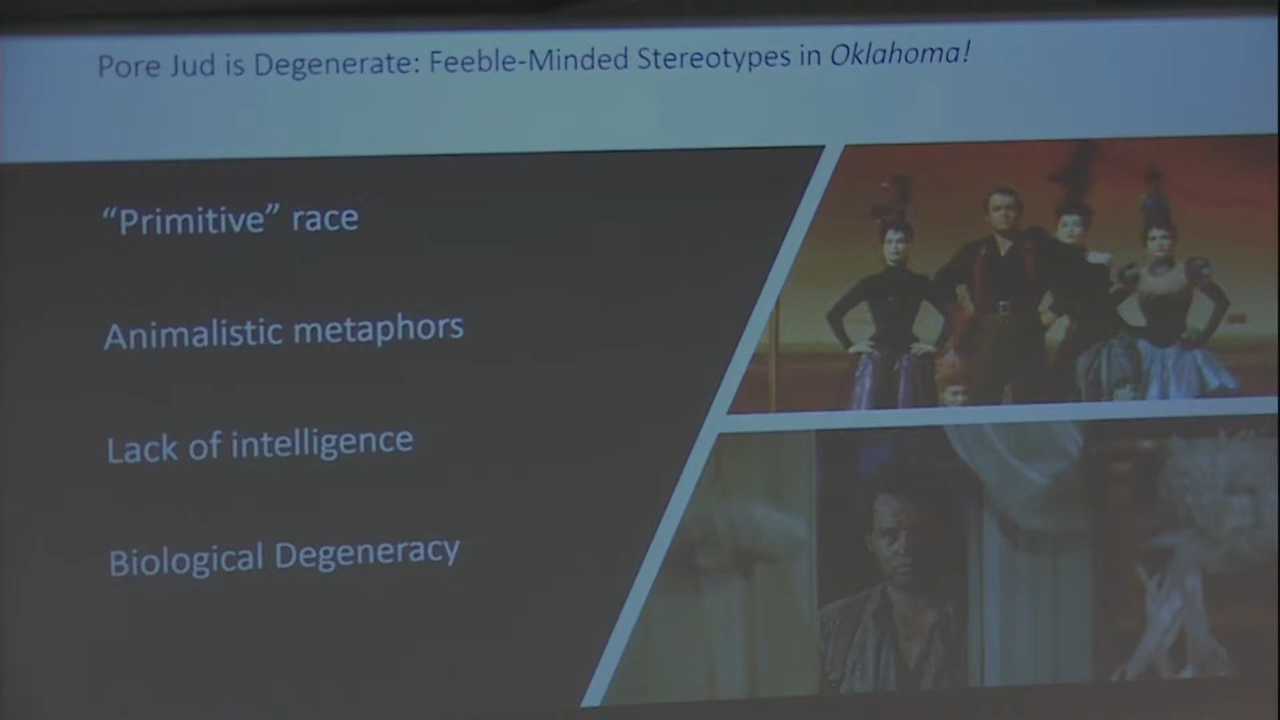 Pore Jud is Degenerate: Feeble-Minded Stereotypes in Oklahoma!
“Primitive” race
Animalistic metaphors
Lack of intelligence
Biological Degeneracy